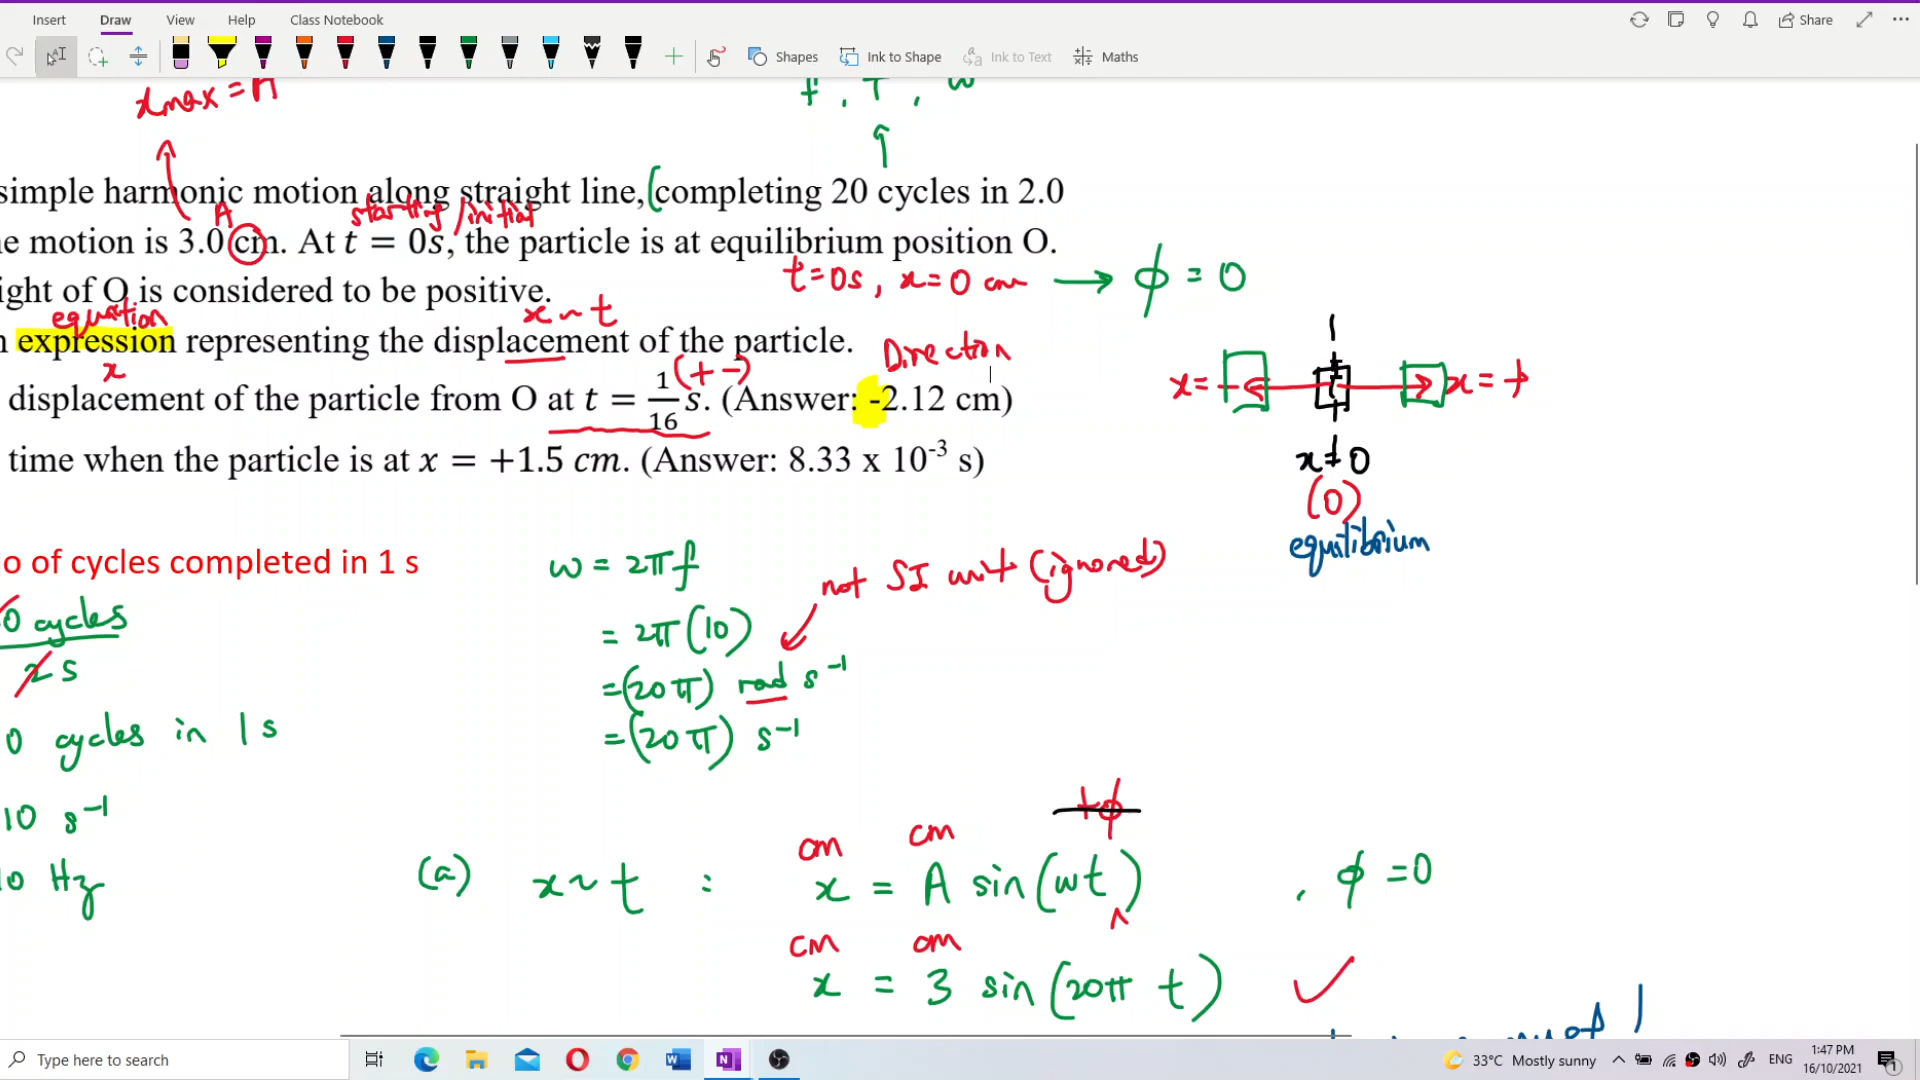 Insert Draw View Help Class Notebook Share
Shapes Ink to Shape Ink to Text Maths
xmax = A
f, T, ω
simple harmonic motion along straight line, (completing 20 cycles in 2.0
A starting/initial
e motion is 3.0 cm. At t = 0s, the particle is at equilibrium position O.
t=0s, x=0 cm → ϕ = 0
ight of O is considered to be positive.
equation x ~ t
n expression representing the displacement of the particle.
x (+ -) Direction
displacement of the particle from O at t = 1/16 s. (Answer: -2.12 cm)
x = - x = +
time when the particle is at x = +1.5 cm. (Answer: 8.33 x 10⁻³ s)
x = 0
(0)
equilibrium
o of cycles completed in 1 s
0 cycles
2 s
0 cycles in 1 s
10 s⁻¹
10 Hz
ω = 2πf
= 2π(10)
= (20π) rad s⁻¹
= (20π) s⁻¹
not SI unit (ignored)
+ϕ
cm cm
(a) x ~ t : x = A sin(ωt) , ϕ = 0
cm cm
x = 3 sin(20π t) ✓
Type here to search
33°C Mostly sunny ENG 1:47 PM
16/10/2021
1